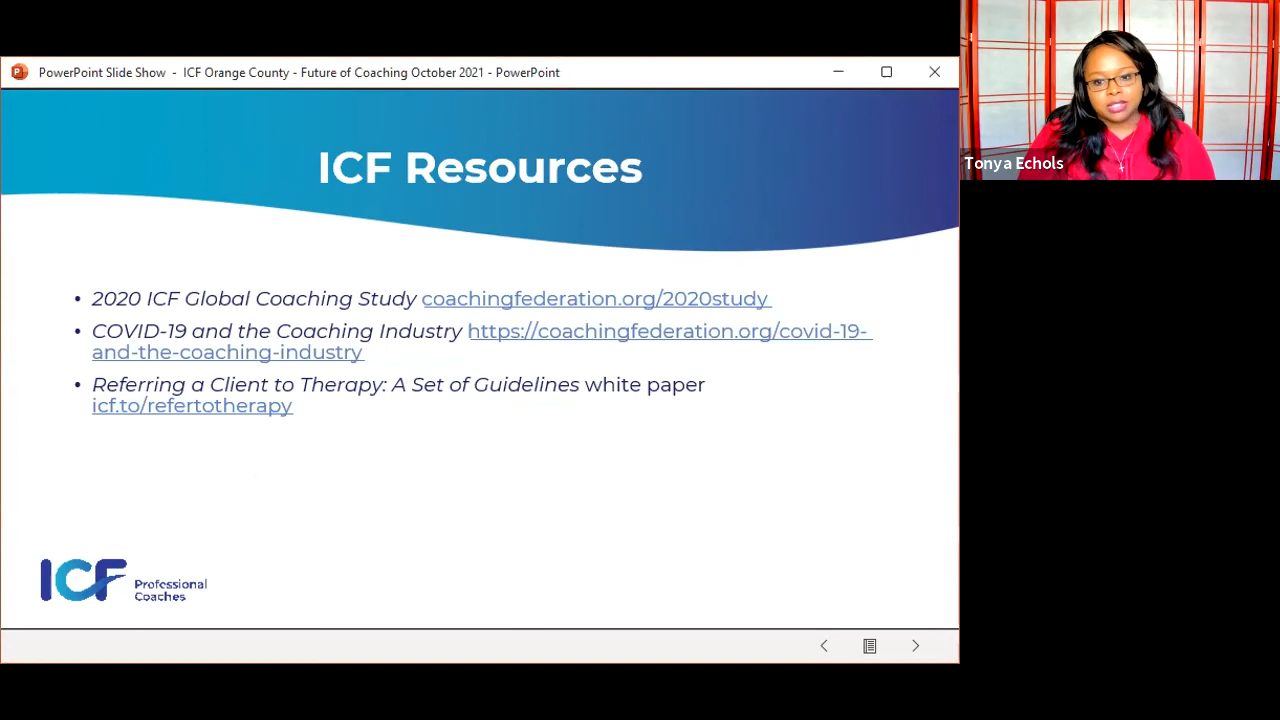 PowerPoint Slide Show - ICF Orange County - Future of Coaching October 2021 - PowerPoint
Tonya Echols
ICF Resources
• 2020 ICF Global Coaching Study coachingfederation.org/2020study
• COVID-19 and the Coaching Industry https://coachingfederation.org/covid-19-
and-the-coaching-industry
• Referring a Client to Therapy: A Set of Guidelines white paper
icf.to/refertotherapy
ICF Professional
Coaches